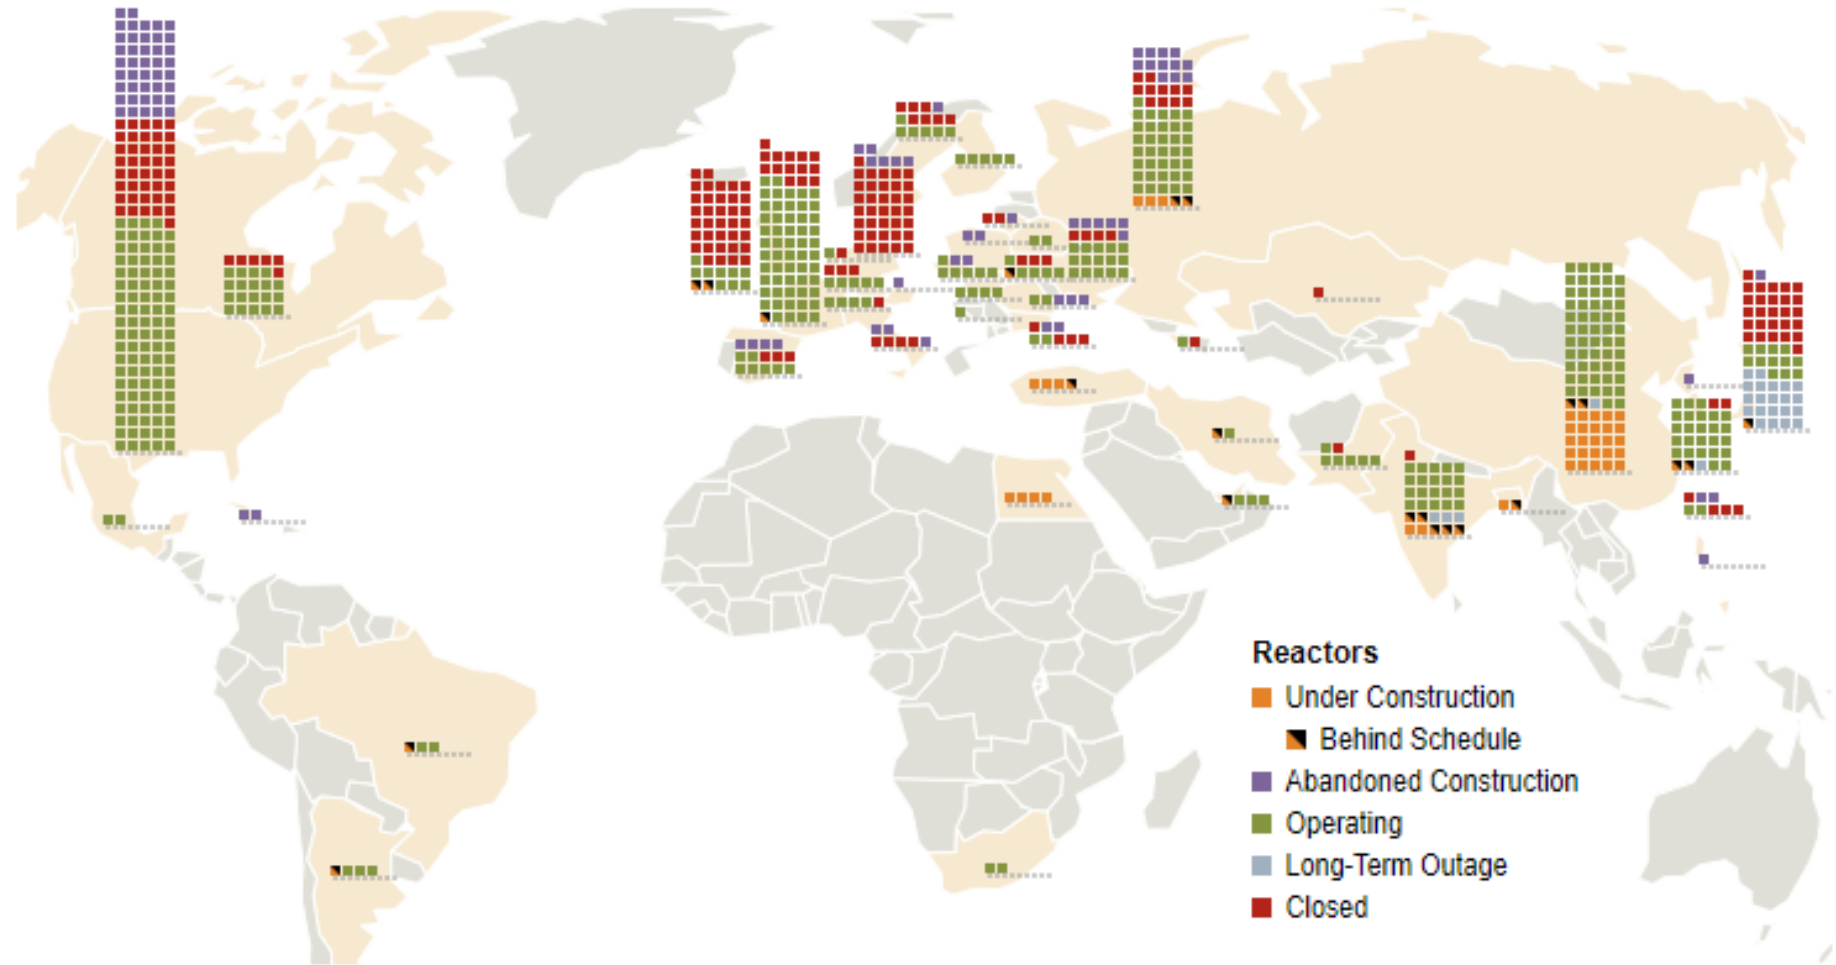 Reactors
Under Construction
Behind Schedule
Abandoned Construction
Operating
Long-Term Outage
Closed